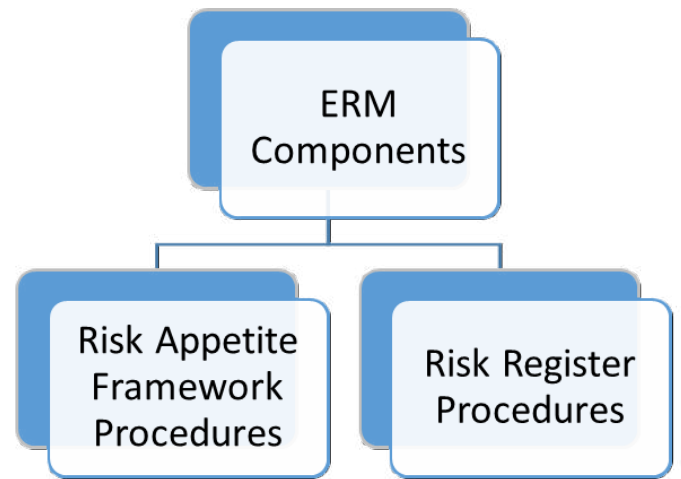 ERM
Components
Risk Appetite
Framework
Procedures
Risk Register
Procedures